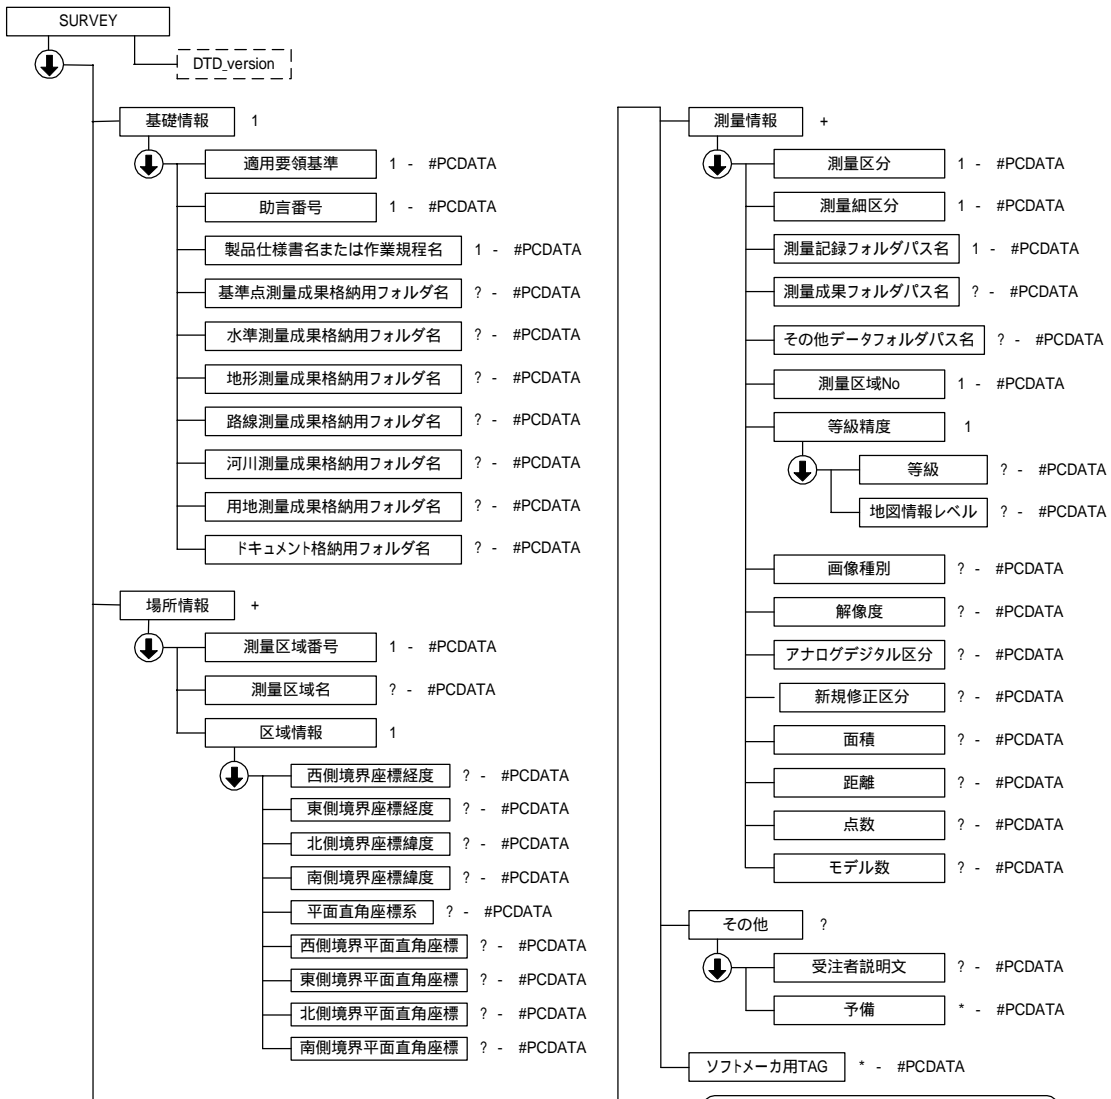 SURVEY
DTD_version
基礎情報 1
適用要領基準 1 - #PCDATA
助言番号 1 - #PCDATA
製品仕様書名または作業規程名 1 - #PCDATA
基準点測量成果格納用フォルダ名 ? - #PCDATA
水準測量成果格納用フォルダ名 ? - #PCDATA
地形測量成果格納用フォルダ名 ? - #PCDATA
路線測量成果格納用フォルダ名 ? - #PCDATA
河川測量成果格納用フォルダ名 ? - #PCDATA
用地測量成果格納用フォルダ名 ? - #PCDATA
ドキュメント格納用フォルダ名 ? - #PCDATA
場所情報 +
測量区域番号 1 - #PCDATA
測量区域名 ? - #PCDATA
区域情報 1
西側境界座標経度 ? - #PCDATA
東側境界座標経度 ? - #PCDATA
北側境界座標緯度 ? - #PCDATA
南側境界座標緯度 ? - #PCDATA
平面直角座標系 ? - #PCDATA
西側境界平面直角座標 ? - #PCDATA
東側境界平面直角座標 ? - #PCDATA
北側境界平面直角座標 ? - #PCDATA
南側境界平面直角座標 ? - #PCDATA
測量情報 +
測量区分 1 - #PCDATA
測量細区分 1 - #PCDATA
測量記録フォルダパス名 1 - #PCDATA
測量成果フォルダパス名 ? - #PCDATA
その他データフォルダパス名 ? - #PCDATA
測量区域No 1 - #PCDATA
等級精度 1
等級 ? - #PCDATA
地図情報レベル ? - #PCDATA
画像種別 ? - #PCDATA
解像度 ? - #PCDATA
アナログデジタル区分 ? - #PCDATA
新規修正区分 ? - #PCDATA
面積 ? - #PCDATA
距離 ? - #PCDATA
点数 ? - #PCDATA
モデル数 ? - #PCDATA
その他 ?
受注者説明文 ? - #PCDATA
予備 * - #PCDATA
ソフトメーカ用TAG * - #PCDATA